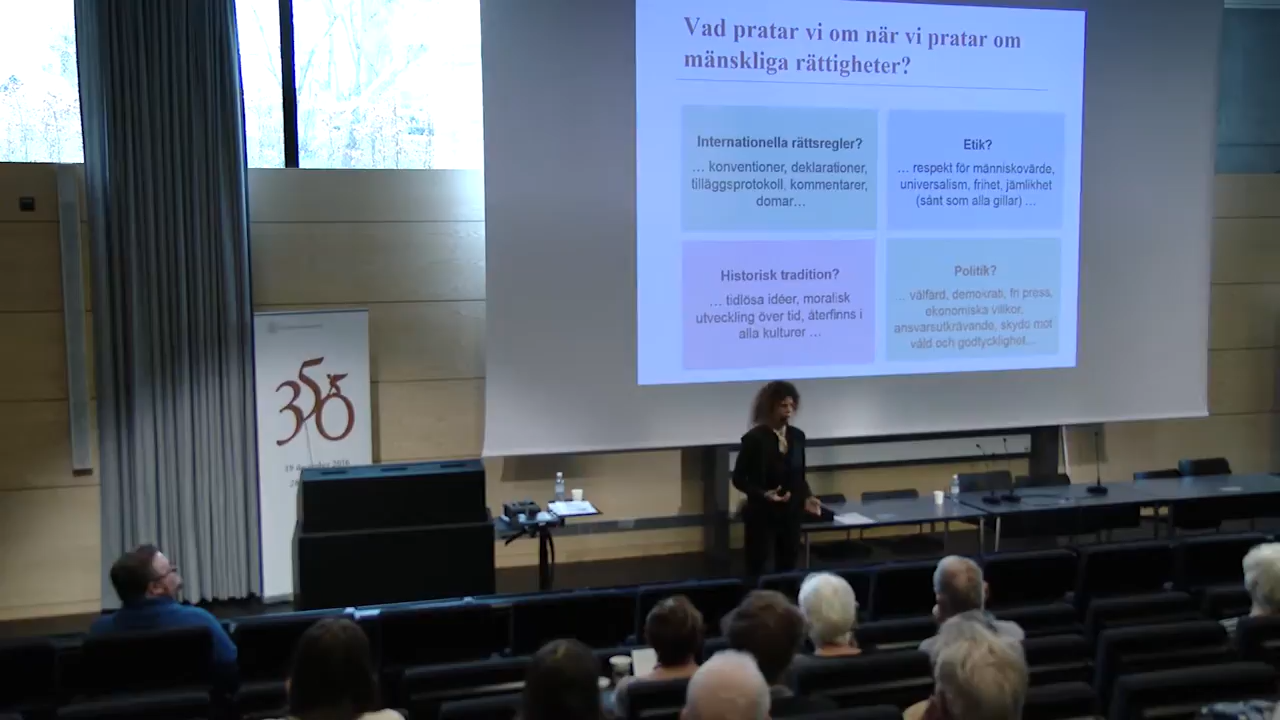 Vad pratar vi om när vi pratar om
mänskliga rättigheter?
Internationella rättsregler?
... konventioner, deklarationer,
tilläggsprotokoll, kommentarer,
domar...
Etik?
... respekt för människovärde,
universalism, frihet, jämlikhet
(sånt som alla gillar) ...
Historisk tradition?
... tidlösa idéer, moralisk
utveckling över tid, återfinns i
alla kulturer ...
Politik?
... välfärd, demokrati, fri press,
ekonomiska villkor,
ansvarsutkrävande, skydd mot
våld och godtycklighet...
350
19